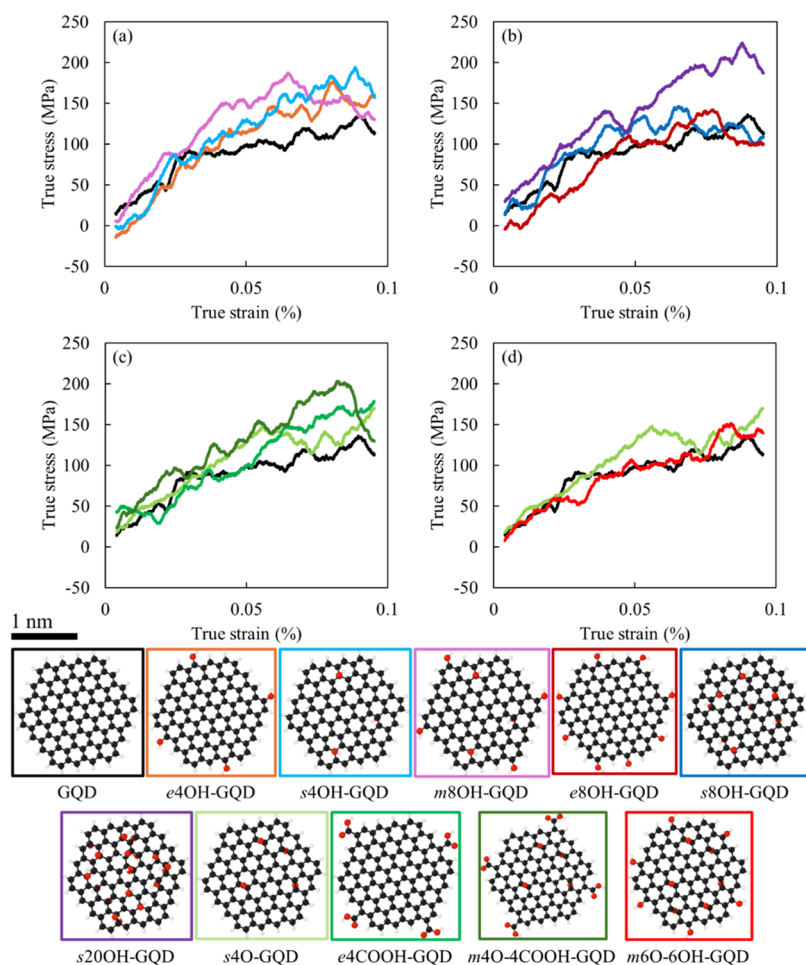 (a)
True stress (MPa)
250
200
150
100
50
0
-50
0
0.05
0.1
True strain (%)
(b)
True stress (MPa)
250
200
150
100
50
0
-50
0
0.05
0.1
True strain (%)
(c)
True stress (MPa)
250
200
150
100
50
0
-50
0
0.05
0.1
True strain (%)
(d)
True stress (MPa)
250
200
150
100
50
0
-50
0
0.05
0.1
True strain (%)
1 nm
GQD
e4OH-GQD
s4OH-GQD
m8OH-GQD
e8OH-GQD
s8OH-GQD
s20OH-GQD
s4O-GQD
e4COOH-GQD
m4O-4COOH-GQD
m6O-6OH-GQD